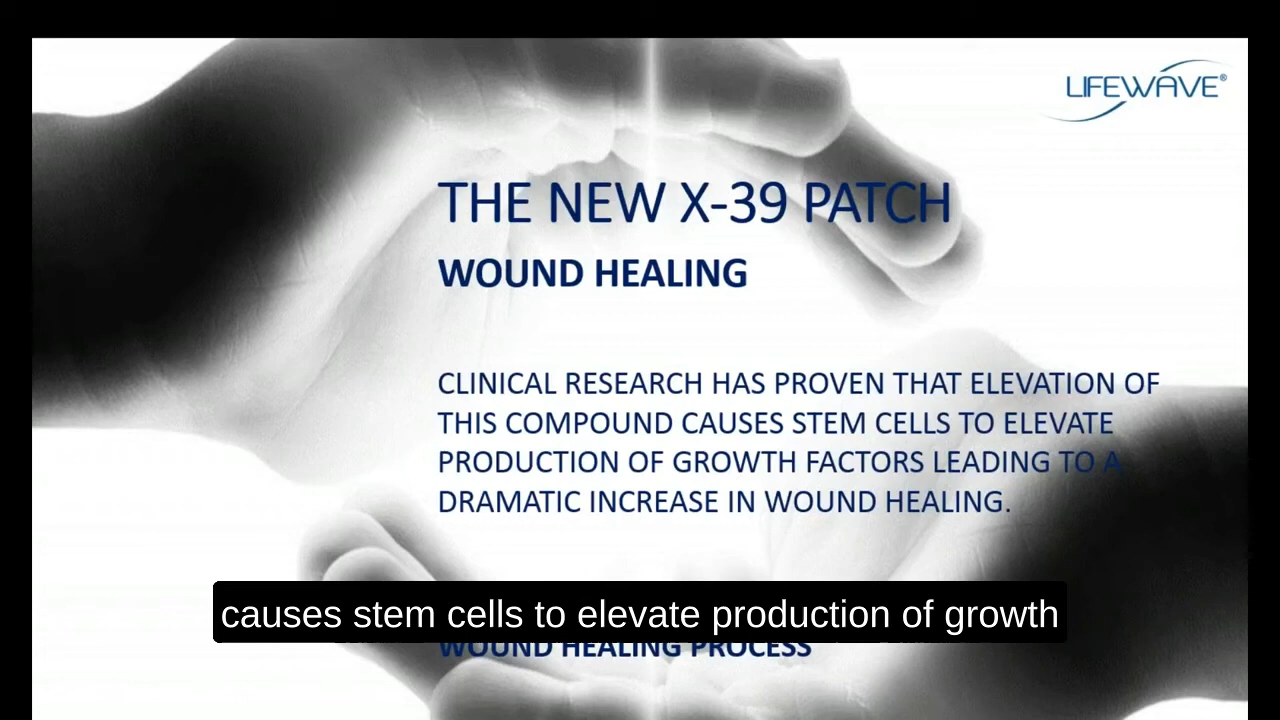 LIFEWAVE®
THE NEW X-39 PATCH
WOUND HEALING
CLINICAL RESEARCH HAS PROVEN THAT ELEVATION OF
THIS COMPOUND CAUSES STEM CELLS TO ELEVATE
PRODUCTION OF GROWTH FACTORS LEADING TO A
DRAMATIC INCREASE IN WOUND HEALING.
causes stem cells to elevate production of growth
WOUND HEALING PROCESS